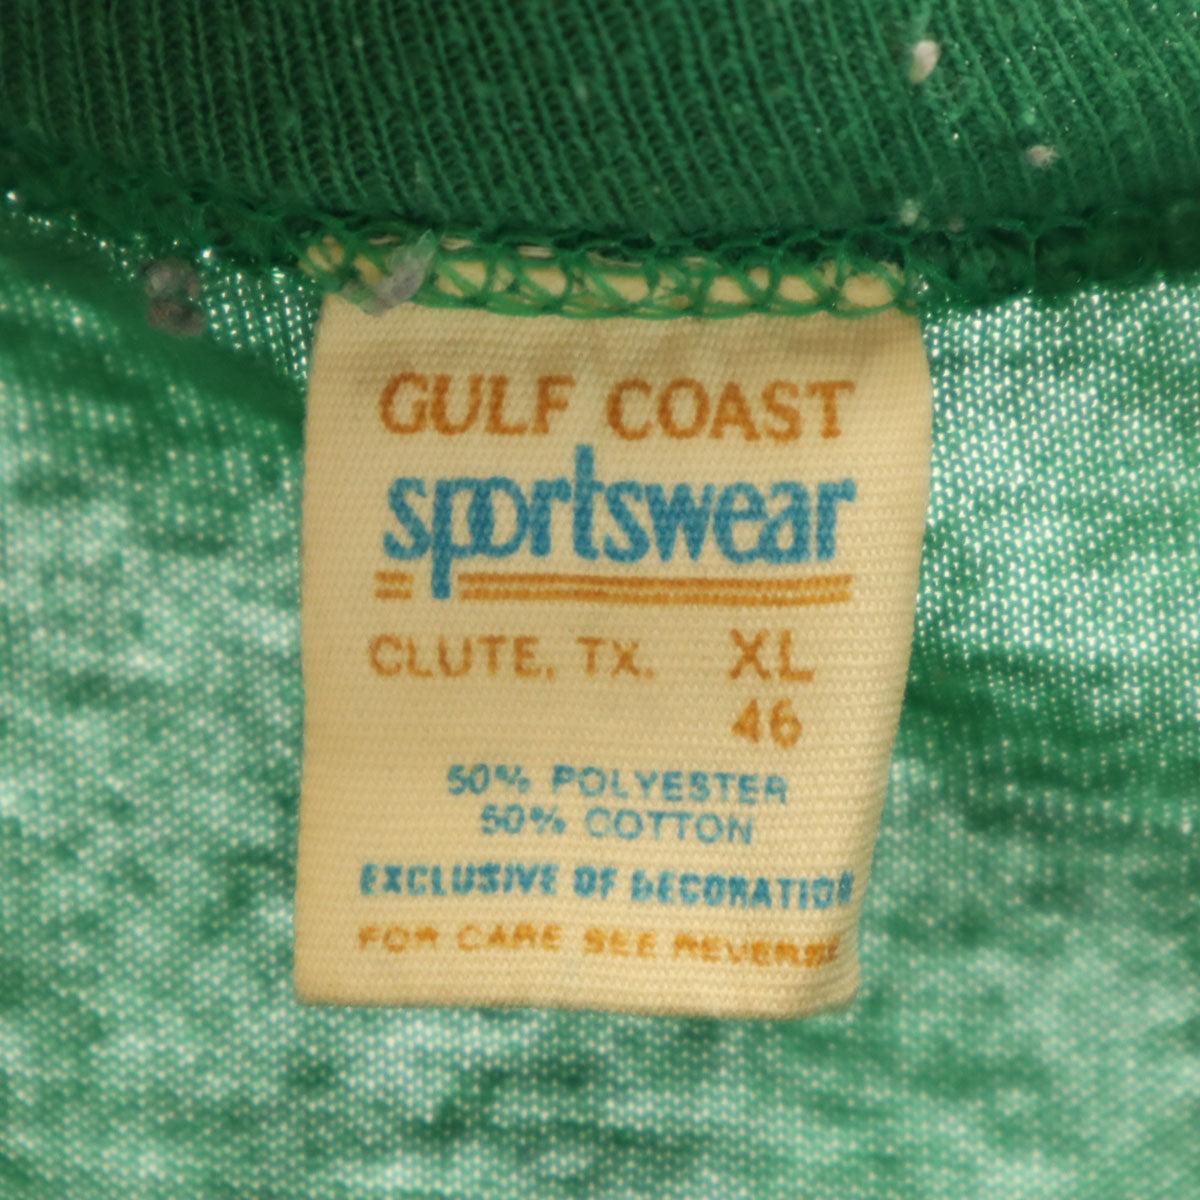 GULF COAST
sportswear
CLUTE, TX. XL
46
50% POLYESTER
50% COTTON
EXCLUSIVE OF DECORATION
FOR CARE SEE REVERSE